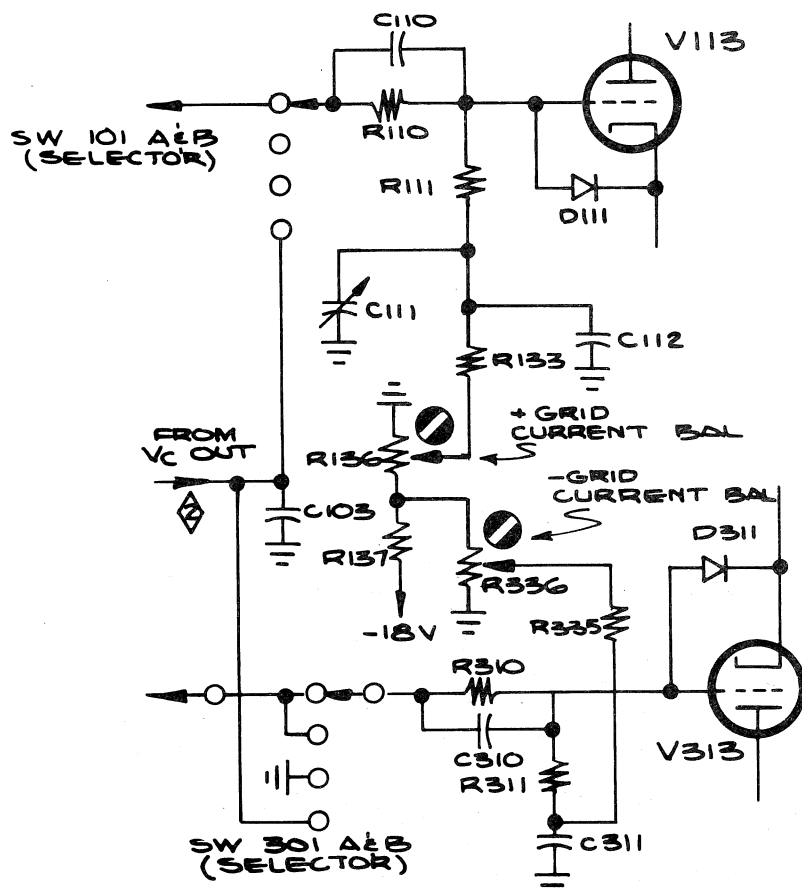 C110
V113
SW 101 A&B
(SELECTOR)
R110
R111
D111
C111
C112
R133
+ GRID
CURRENT BAL
FROM
VC OUT
R136
-GRID
CURRENT BAL
2
C103
D311
R137
R336
-18V
R335
R310
C310
V313
R311
SW 301 A&B
(SELECTOR)
C311